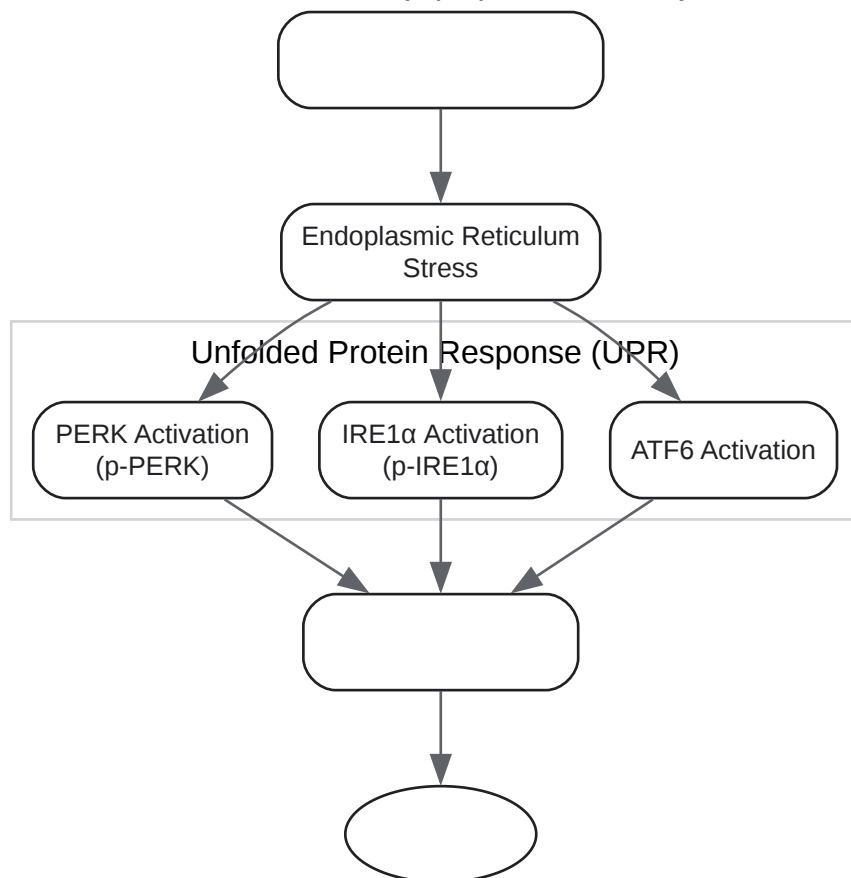 Endoplasmic Reticulum
Stress
Unfolded Protein Response (UPR)
PERK Activation
(p-PERK)
IRE1α Activation
(p-IRE1α)
ATF6 Activation